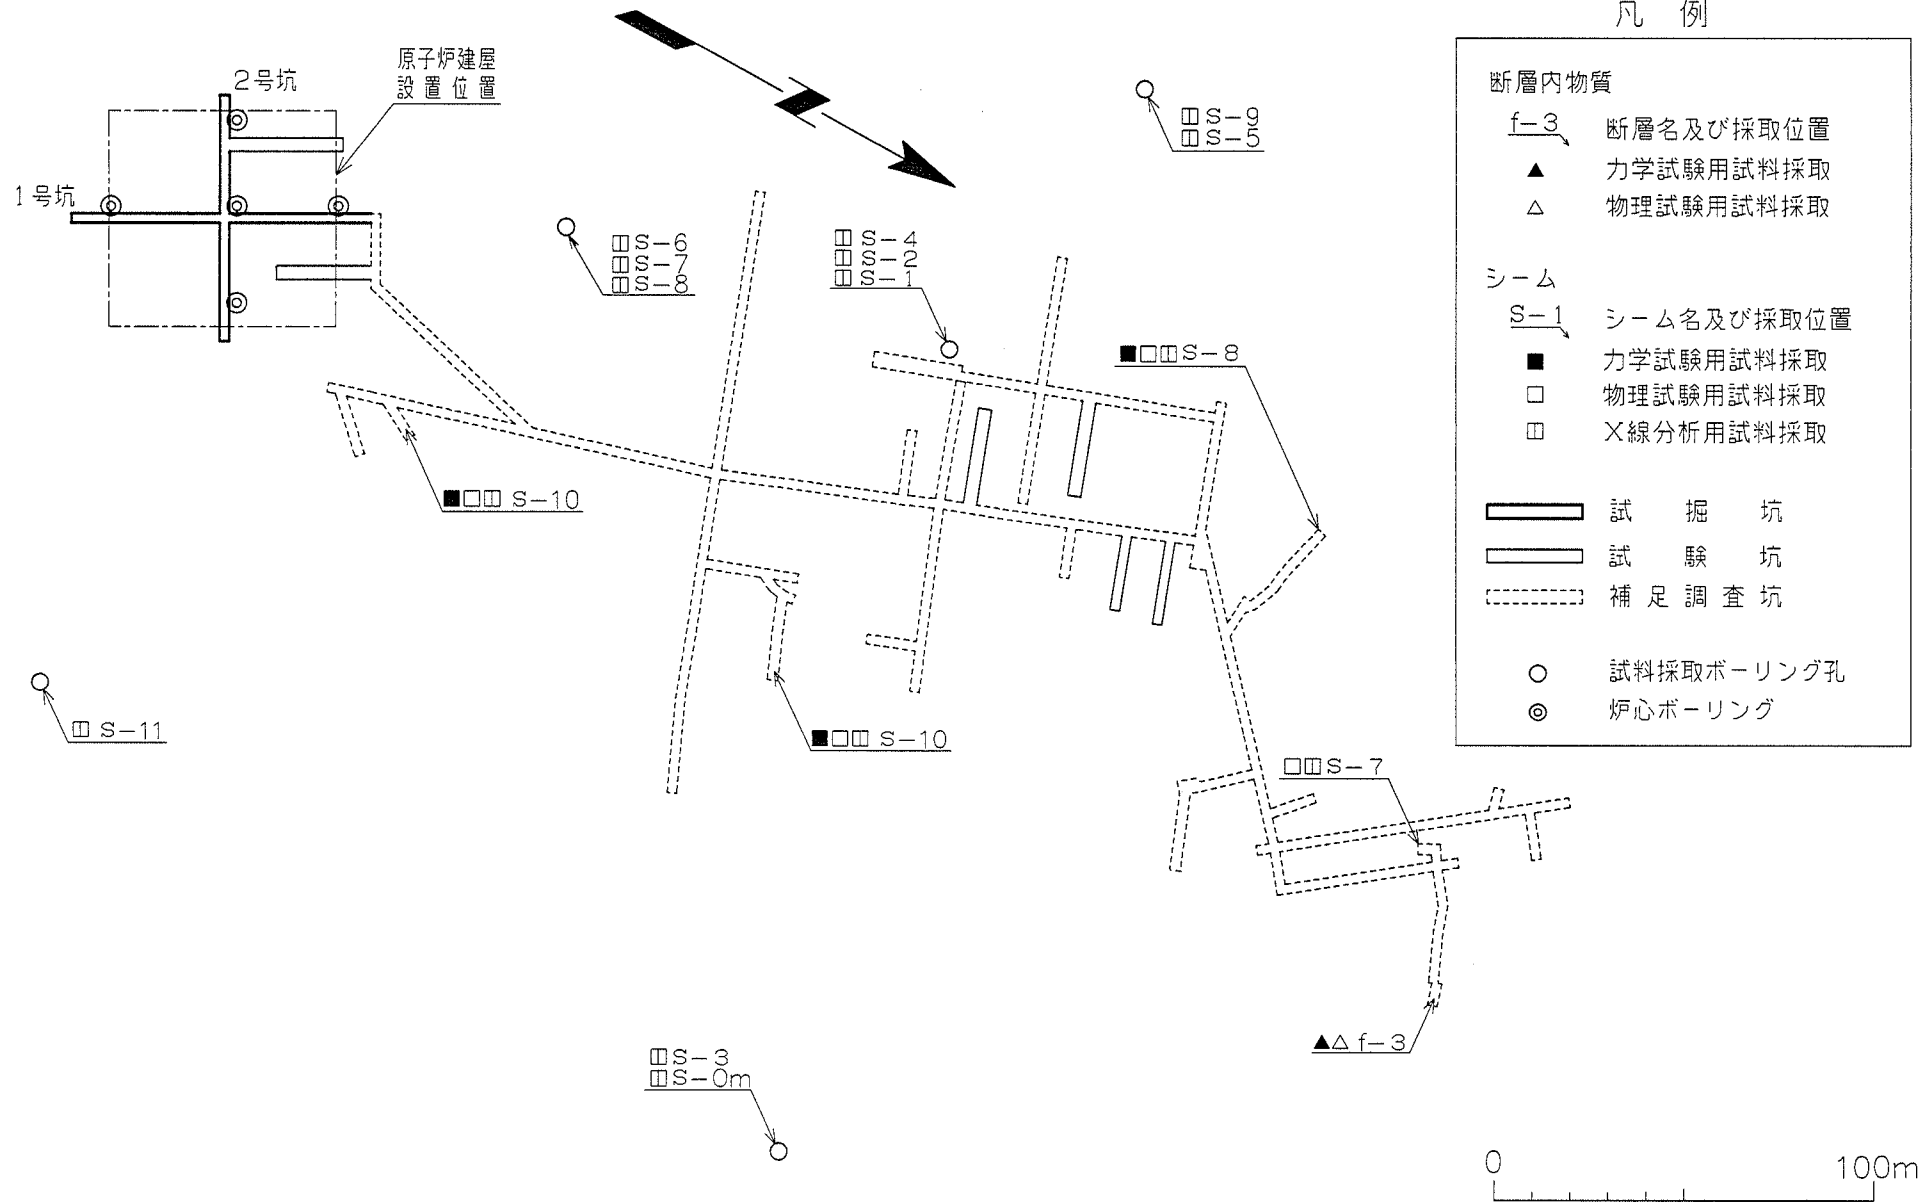 原子炉建屋
設置位置
2号坑
1号坑
N
S-9
S-5
S-6
S-7
S-8
S-4
S-2
S-1
■□◫ S-8
■□◫ S-10
■□◫ S-10
◫ S-11
□◫ S-7
▲△ f-3
S-3
S-0m
凡 例
断層内物質
f-3 断層名及び採取位置
▲ 力学試験用試料採取
△ 物理試験用試料採取
シーム
S-1 シーム名及び採取位置
■ 力学試験用試料採取
□ 物理試験用試料採取
◫ X線分析用試料採取
試 掘 坑
試 験 坑
補足調査坑
○ 試料採取ボーリング孔
◎ 炉心ボーリング
0 100m